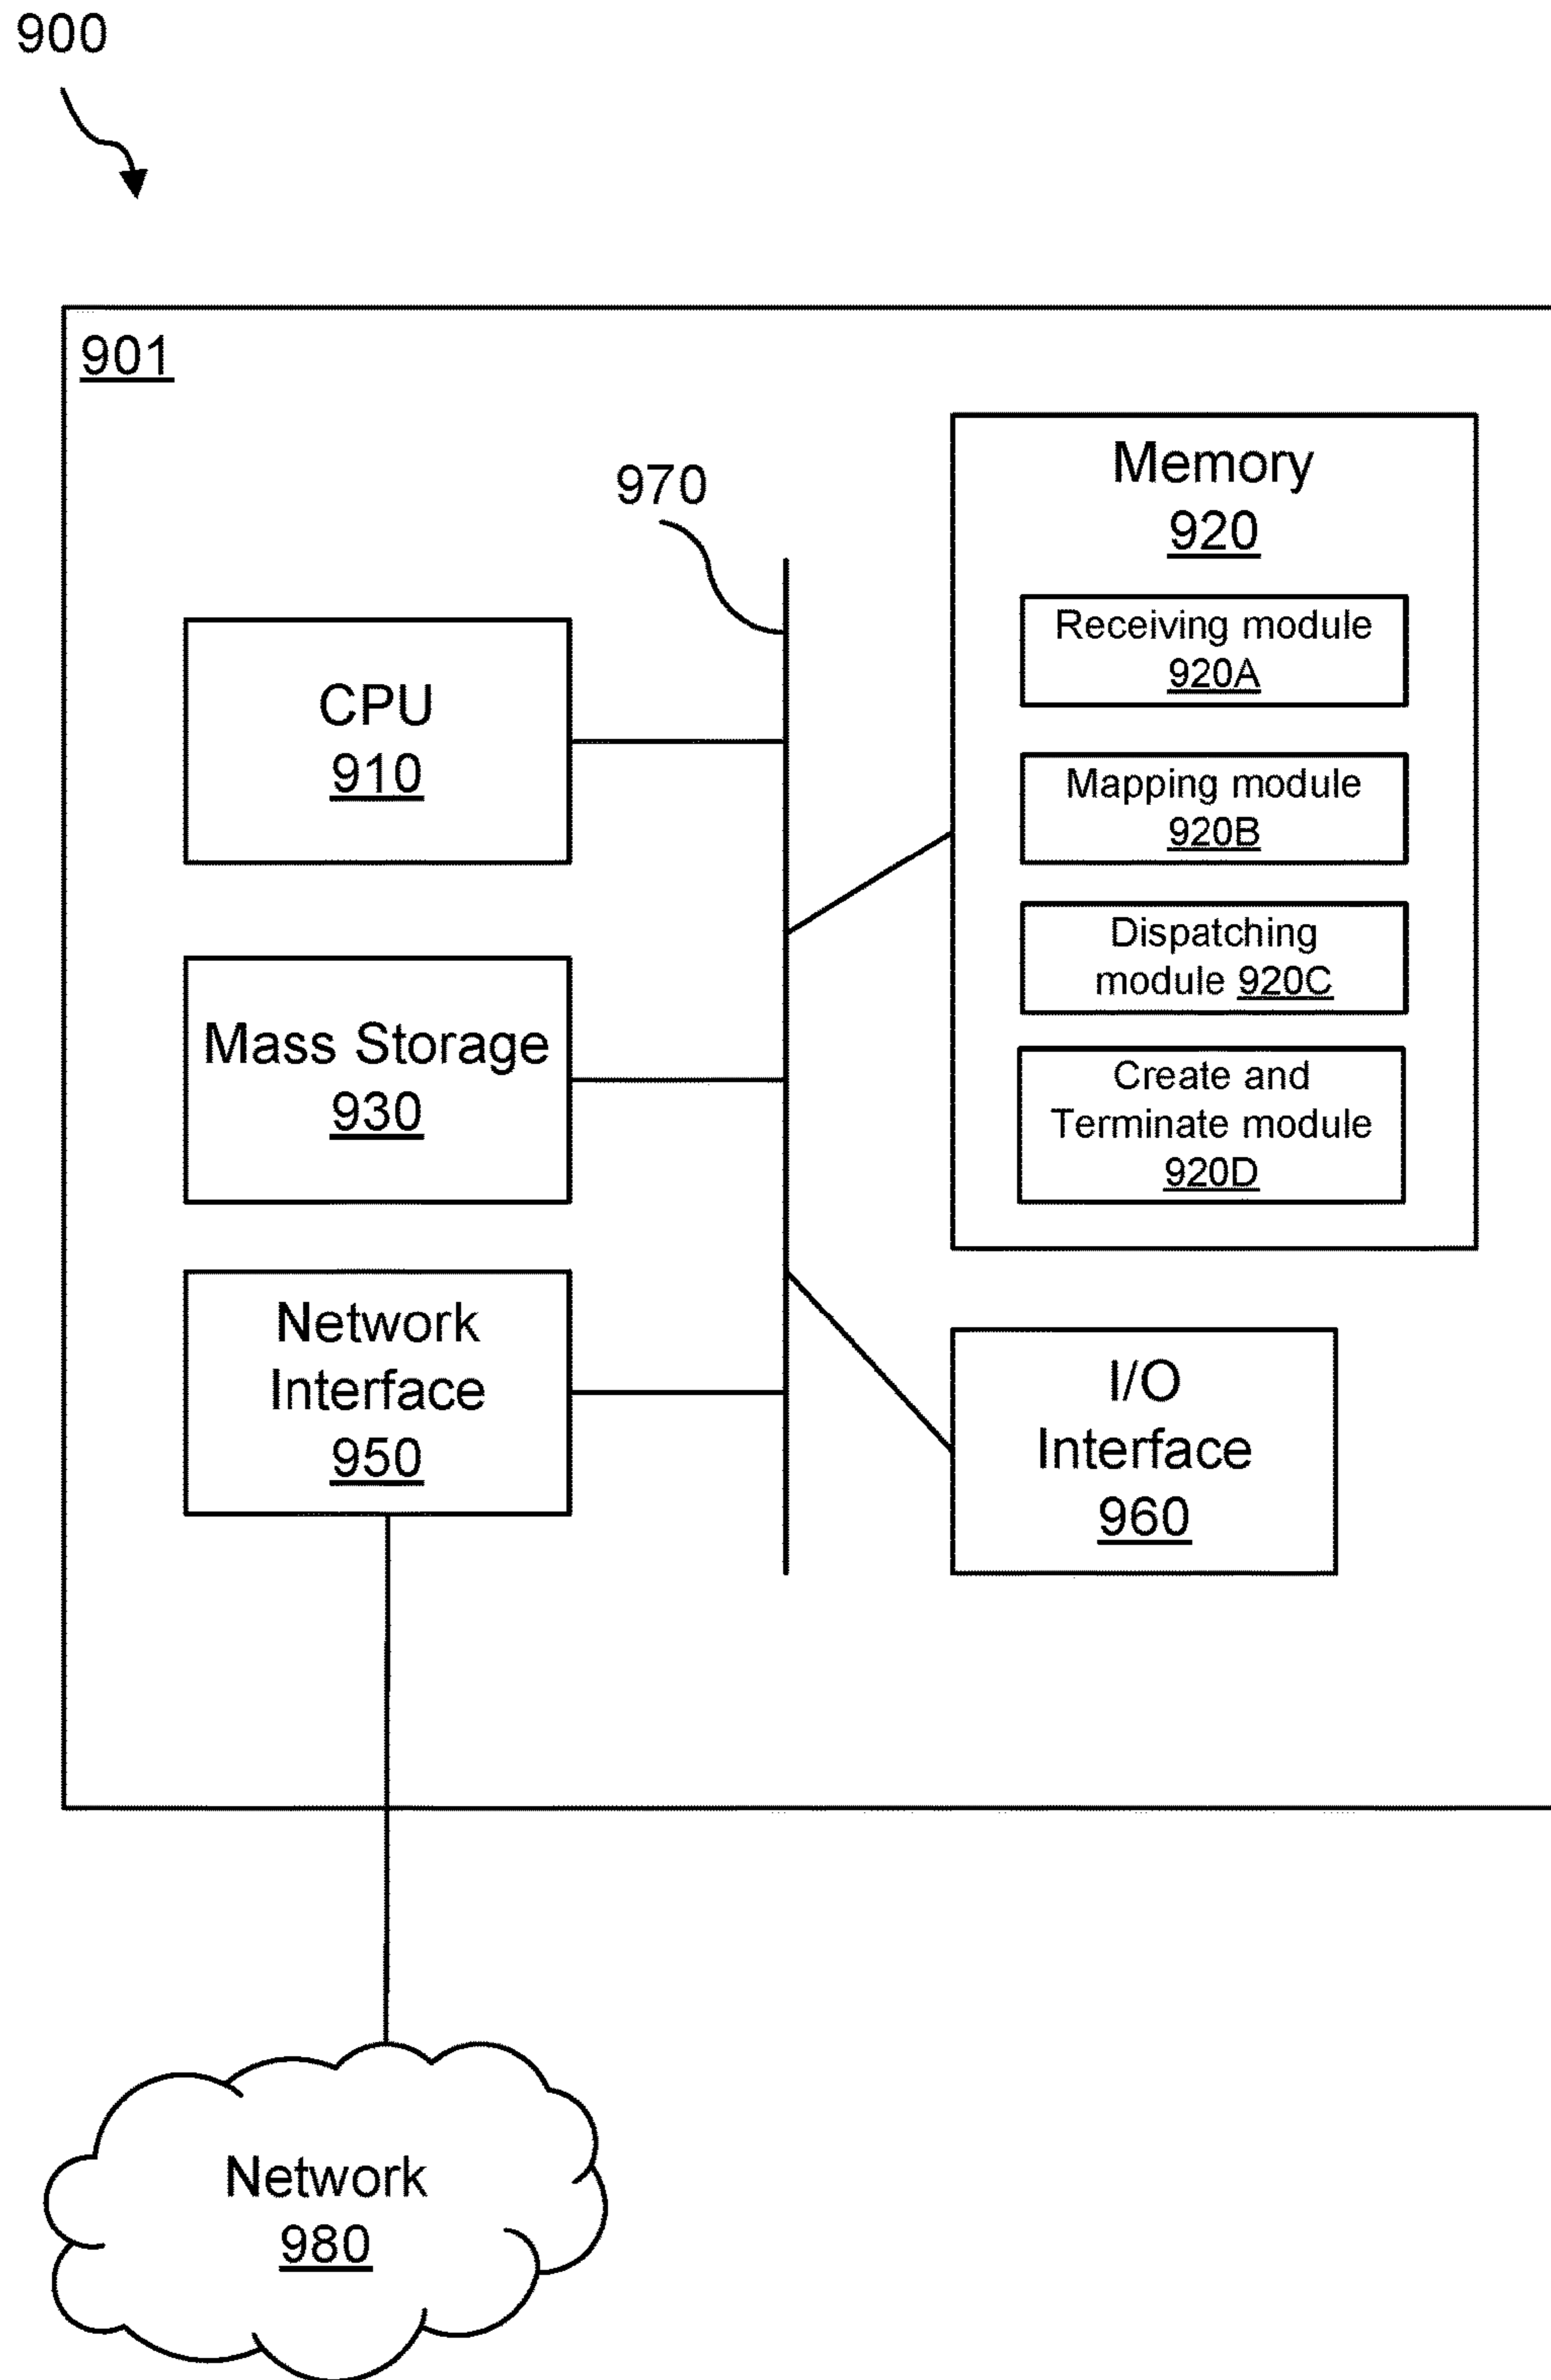 900
901
970
Memory
920
Receiving module
920A
Mapping module
920B
Dispatching
module 920C
Create and
Terminate module
920D
CPU
910
Mass Storage
930
Network
Interface
950
I/O
Interface
960
Network
980